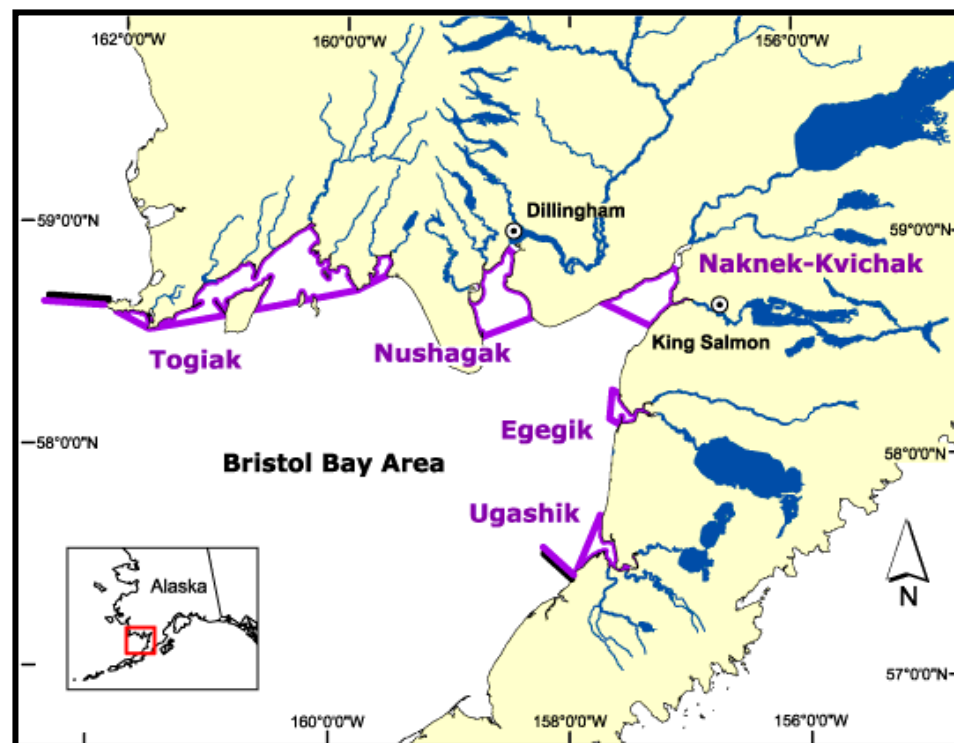 162°0'0"W
160°0'0"W
156°0'0"W
59°0'0"N
Dillingham
59°0'0"N
Naknek-Kvichak
Togiak
Nushagak
King Salmon
Egegik
58°0'0"N
58°0'0"N
Bristol Bay Area
Ugashik
Alaska
N
57°0'0"N
160°0'0"W
158°0'0"W
156°0'0"W